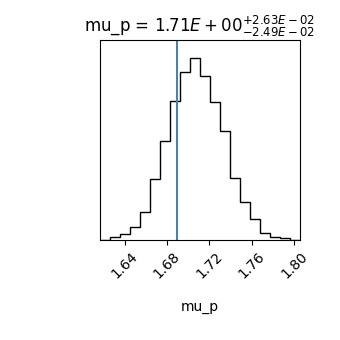 mu_p = 1.71E + 00 +2.63E − 02 −2.49E − 02
1.64 1.68 1.72 1.76 1.80
mu_p